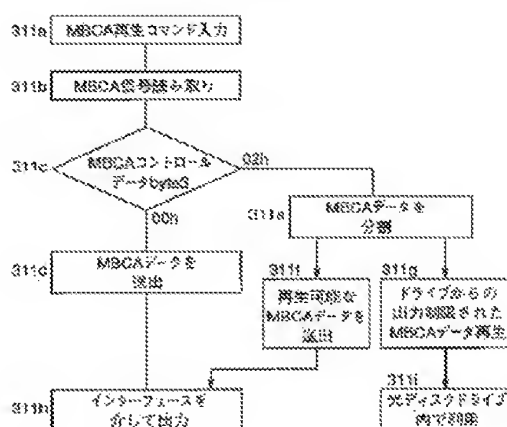 311a
MBCA再生コマンド入力
311b
MBCA信号読み取り
311c
MBCAコントロール
データbyte3
02h
00h
311e
MBCAデータを
分割
MBCAデータを
送出
311f
再生可能な
MBCAデータを
送出
311g
ドライブからの
出力制限された
MBCAデータ再生
311h
インターフェースを
介して出力
311i
光ディスクドライブ
内で利用